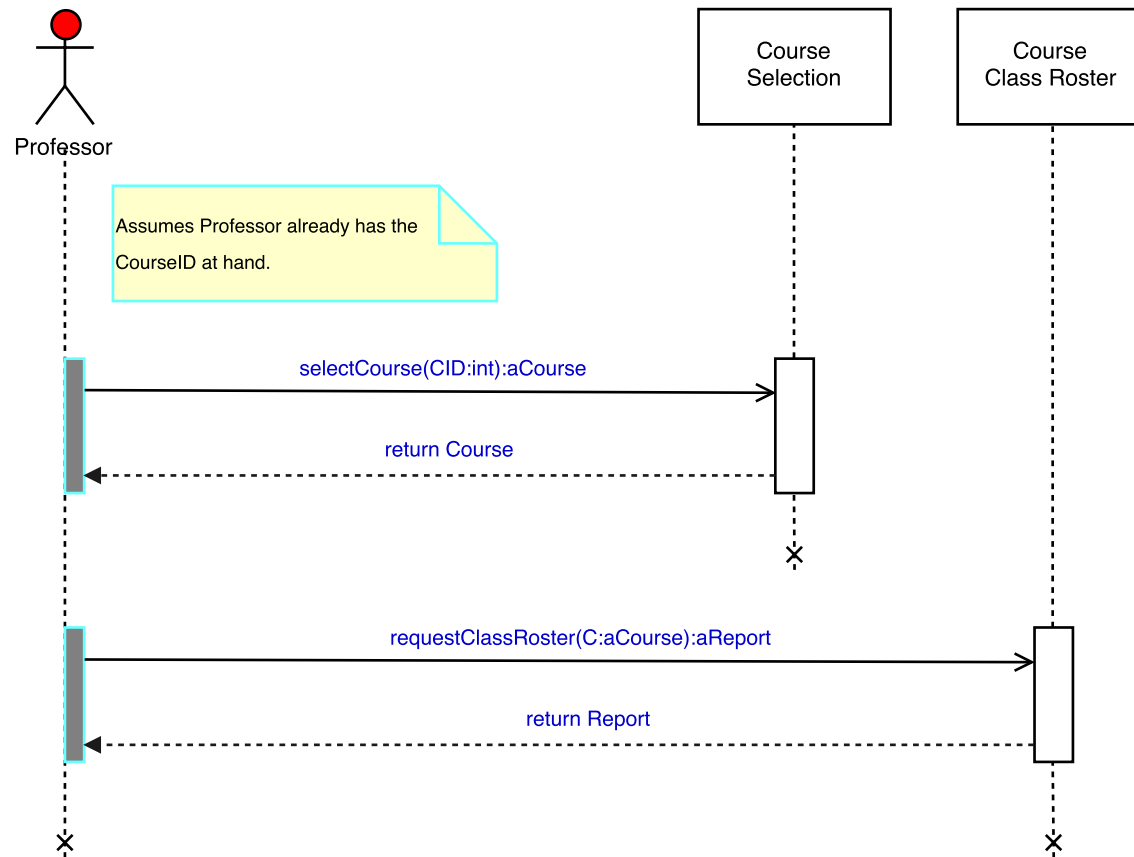 Course
Selection
Course
Class Roster
Professor
Assumes Professor already has the
CourseID at hand.
selectCourse(CID:int):aCourse
return Course
requestClassRoster(C:aCourse):aReport
return Report